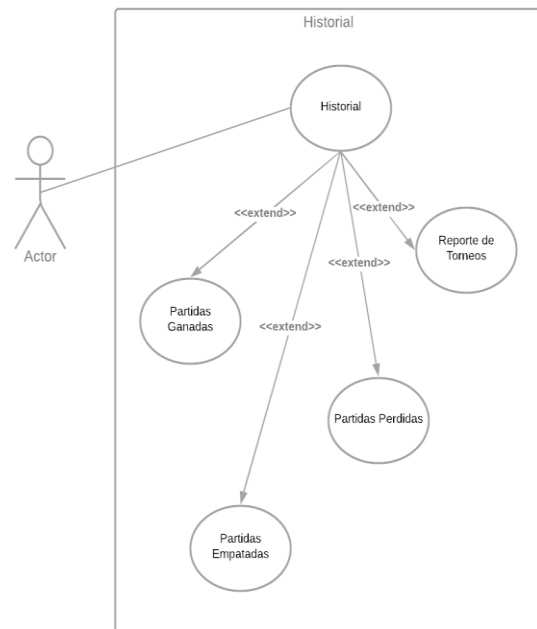 Historial
Historial
<<extend>>
<<extend>>
Reporte de
Torneos
Actor
<<extend>>
Partidas
Ganadas
<<extend>>
Partidas Perdidas
Partidas
Empatadas